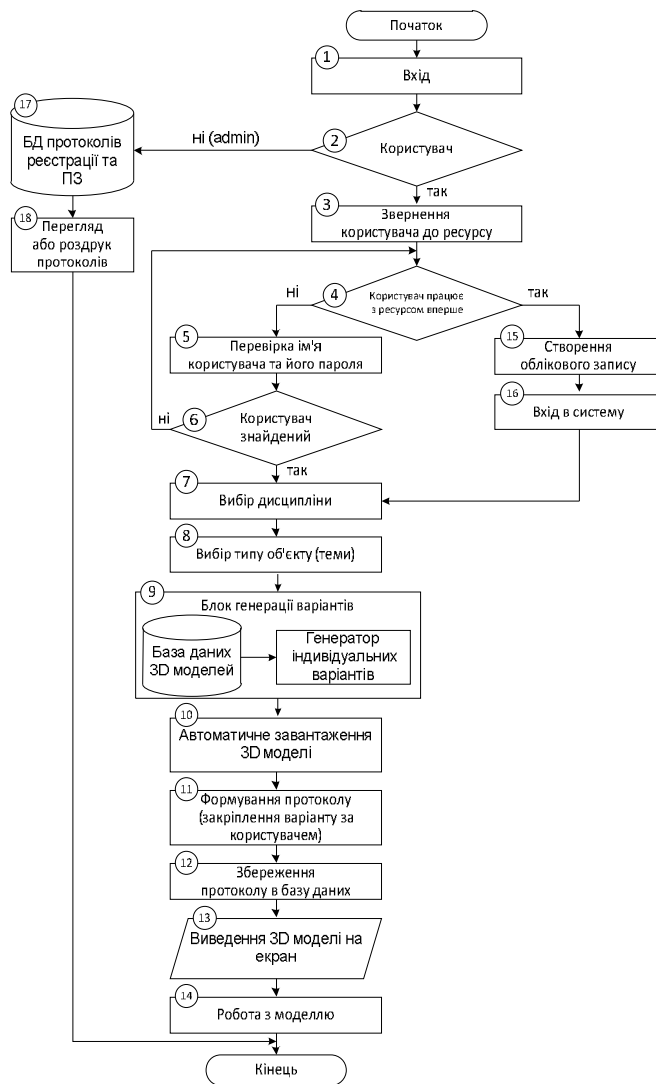 Початок
1
Вхід
17
БД протоколів
реєстрації та
ПЗ
ні (admin)
2
Користувач
так
18
Перегляд
або роздрук
протоколів
3
Звернення
користувача до ресурсу
ні
4
Користувач працює
з ресурсом вперше
так
5
Перевірка ім'я
користувача та його пароля
15
Створення
облікового запису
ні
6
Користувач
знайдений
16
Вхід в систему
так
7
Вибір дисципліни
8
Вибір типу об'єкту (теми)
9
Блок генерації варіантів
База даних
3D моделей
Генератор
індивідуальних
варіантів
10
Автоматичне завантаження
3D моделі
11
Формування протоколу
(закріплення варіанту за
користувачем)
12
Збереження
протоколу в базу даних
13
Виведення 3D моделі на
екран
14
Робота з моделлю
Кінець